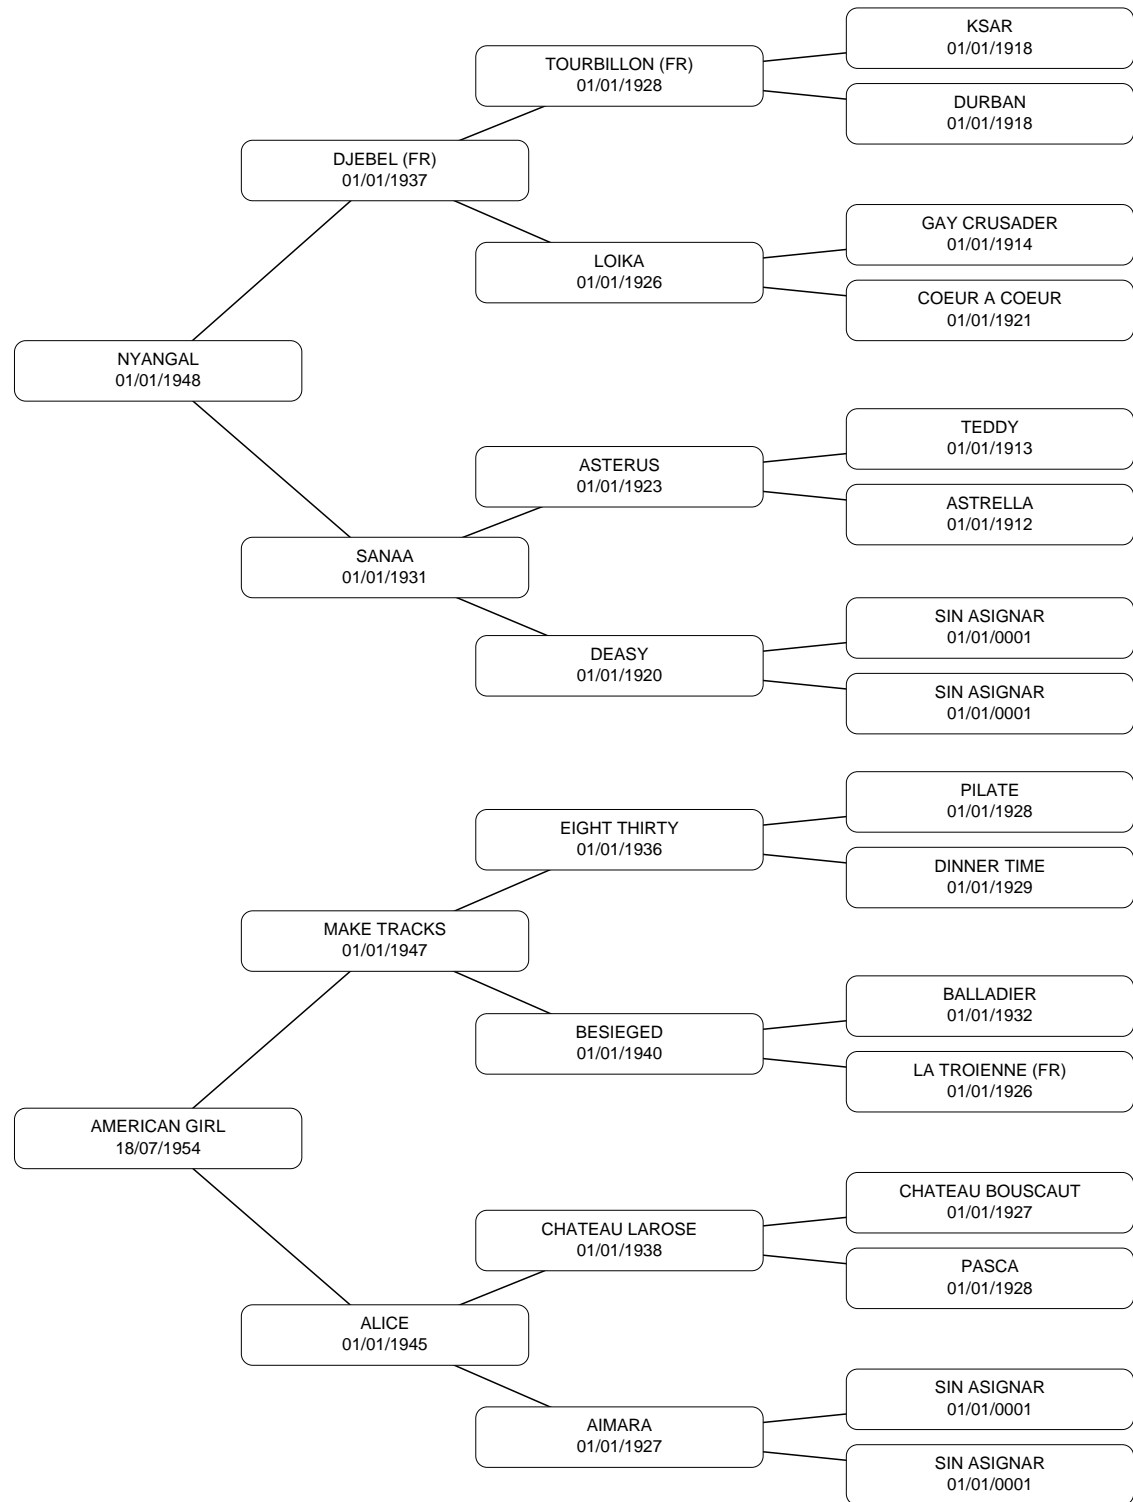 KSAR
01/01/1918
TOURBILLON (FR)
01/01/1928
DURBAN
01/01/1918
DJEBEL (FR)
01/01/1937
GAY CRUSADER
01/01/1914
LOIKA
01/01/1926
COEUR A COEUR
01/01/1921
NYANGAL
01/01/1948
TEDDY
01/01/1913
ASTERUS
01/01/1923
ASTRELLA
01/01/1912
SANAA
01/01/1931
SIN ASIGNAR
01/01/0001
DEASY
01/01/1920
SIN ASIGNAR
01/01/0001
PILATE
01/01/1928
EIGHT THIRTY
01/01/1936
DINNER TIME
01/01/1929
MAKE TRACKS
01/01/1947
BALLADIER
01/01/1932
BESIEGED
01/01/1940
LA TROIENNE (FR)
01/01/1926
AMERICAN GIRL
18/07/1954
CHATEAU BOUSCAUT
01/01/1927
CHATEAU LAROSE
01/01/1938
PASCA
01/01/1928
ALICE
01/01/1945
SIN ASIGNAR
01/01/0001
AIMARA
01/01/1927
SIN ASIGNAR
01/01/0001